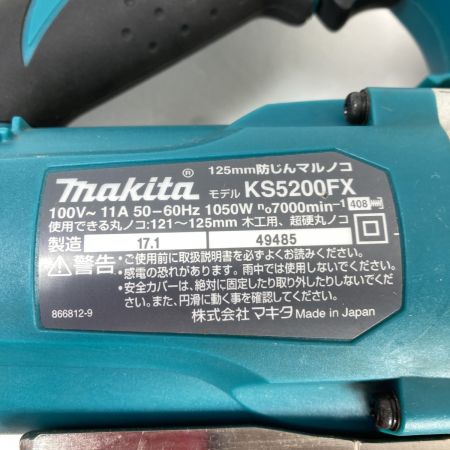 125mm防じんマルノコ
makita® モデル KS5200FX
100V~ 11A 50-60Hz 1050W n₀7000min⁻¹ 408
使用できる丸ノコ:121～125mm 木工用、超硬丸ノコ
製造 17.1 49485
⚠警告 ・ご使用前に取扱説明書を必ずよくお読みください。
・感電の恐れがあります。雨中では使用しないでください。
・安全カバーは、絶対に固定したり取り外したりしないでください。
また、円滑に動く事を確認してください。
866812-9 株式会社マキタ Made in Japan